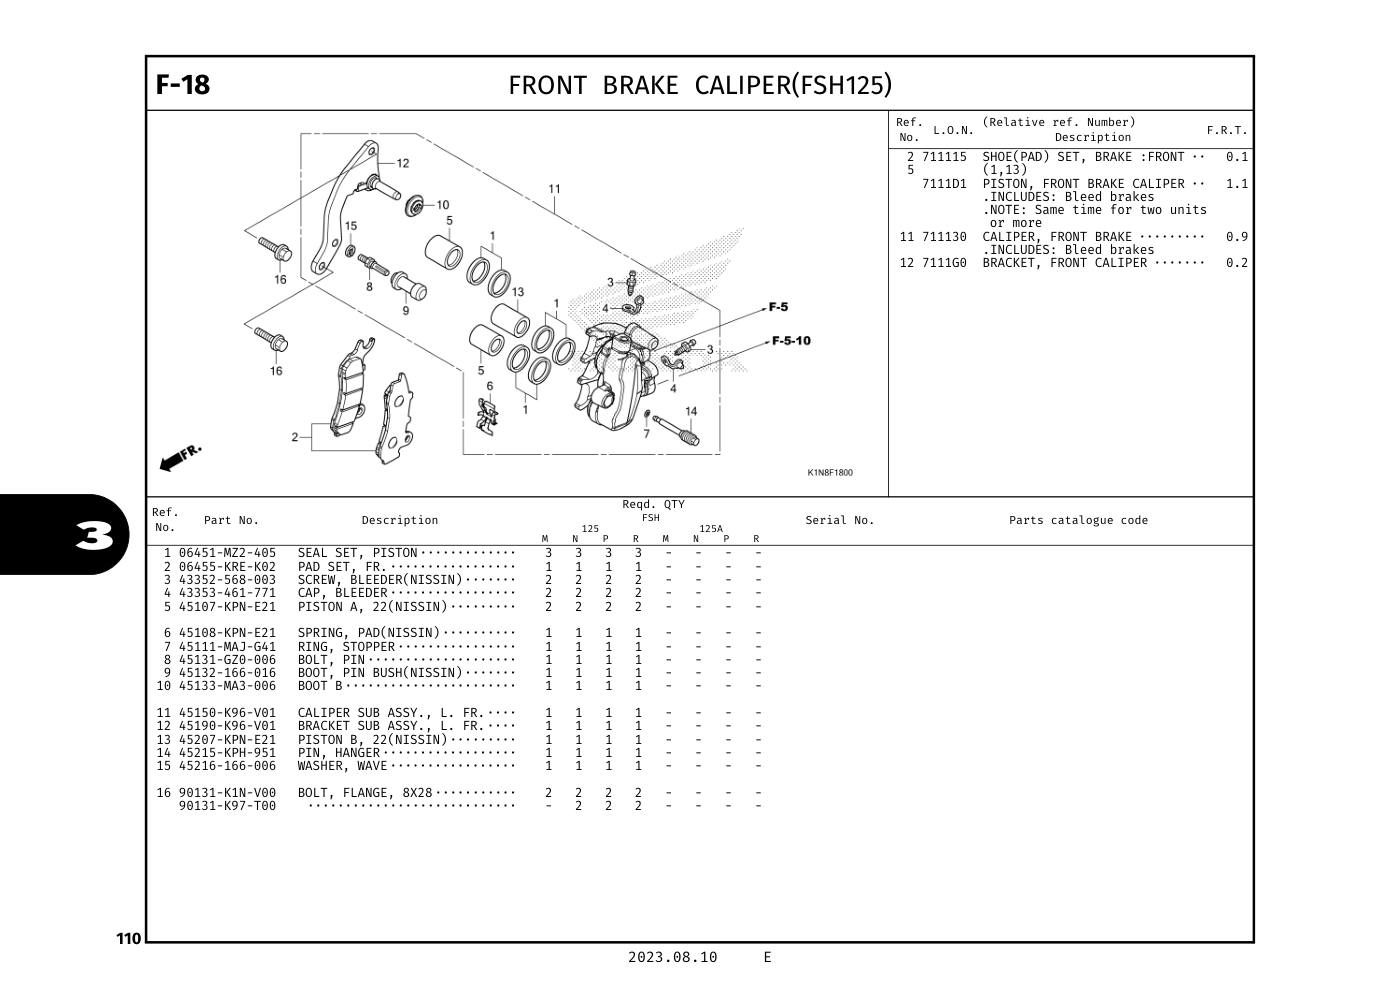 F-18
FRONT BRAKE CALIPER(FSH125)
12
11
10
5
15
1
16
8
9
13
3
1
4
F-5
F-5-10
3
16
5
6
1
4
14
7
2
FR.
K1N8F1800
Ref. No. L.O.N. (Relative ref. Number) Description F.R.T.
2 711115 SHOE(PAD) SET, BRAKE :FRONT ·· 0.1
5 (1,13)
7111D1 PISTON, FRONT BRAKE CALIPER ·· 1.1
.INCLUDES: Bleed brakes
.NOTE: Same time for two units
or more
11 711130 CALIPER, FRONT BRAKE ········· 0.9
.INCLUDES: Bleed brakes
12 7111G0 BRACKET, FRONT CALIPER ······· 0.2
3
Reqd. QTY
Ref. No. Part No. Description FSH Serial No. Parts catalogue code
125 125A
M N P R M N P R
1 06451-MZ2-405 SEAL SET, PISTON············· 3 3 3 3 - - - -
2 06455-KRE-K02 PAD SET, FR.················· 1 1 1 1 - - - -
3 43352-568-003 SCREW, BLEEDER(NISSIN)······· 2 2 2 2 - - - -
4 43353-461-771 CAP, BLEEDER················· 2 2 2 2 - - - -
5 45107-KPN-E21 PISTON A, 22(NISSIN)········· 2 2 2 2 - - - -
6 45108-KPN-E21 SPRING, PAD(NISSIN)·········· 1 1 1 1 - - - -
7 45111-MAJ-G41 RING, STOPPER················ 1 1 1 1 - - - -
8 45131-GZ0-006 BOLT, PIN···················· 1 1 1 1 - - - -
9 45132-166-016 BOOT, PIN BUSH(NISSIN)······· 1 1 1 1 - - - -
10 45133-MA3-006 BOOT B······················· 1 1 1 1 - - - -
11 45150-K96-V01 CALIPER SUB ASSY., L. FR.···· 1 1 1 1 - - - -
12 45190-K96-V01 BRACKET SUB ASSY., L. FR.···· 1 1 1 1 - - - -
13 45207-KPN-E21 PISTON B, 22(NISSIN)········· 1 1 1 1 - - - -
14 45215-KPH-951 PIN, HANGER·················· 1 1 1 1 - - - -
15 45216-166-006 WASHER, WAVE················· 1 1 1 1 - - - -
16 90131-K1N-V00 BOLT, FLANGE, 8X28··········· 2 2 2 2 - - - -
90131-K97-T00 ···························· - 2 2 2 - - - -
110
2023.08.10 E